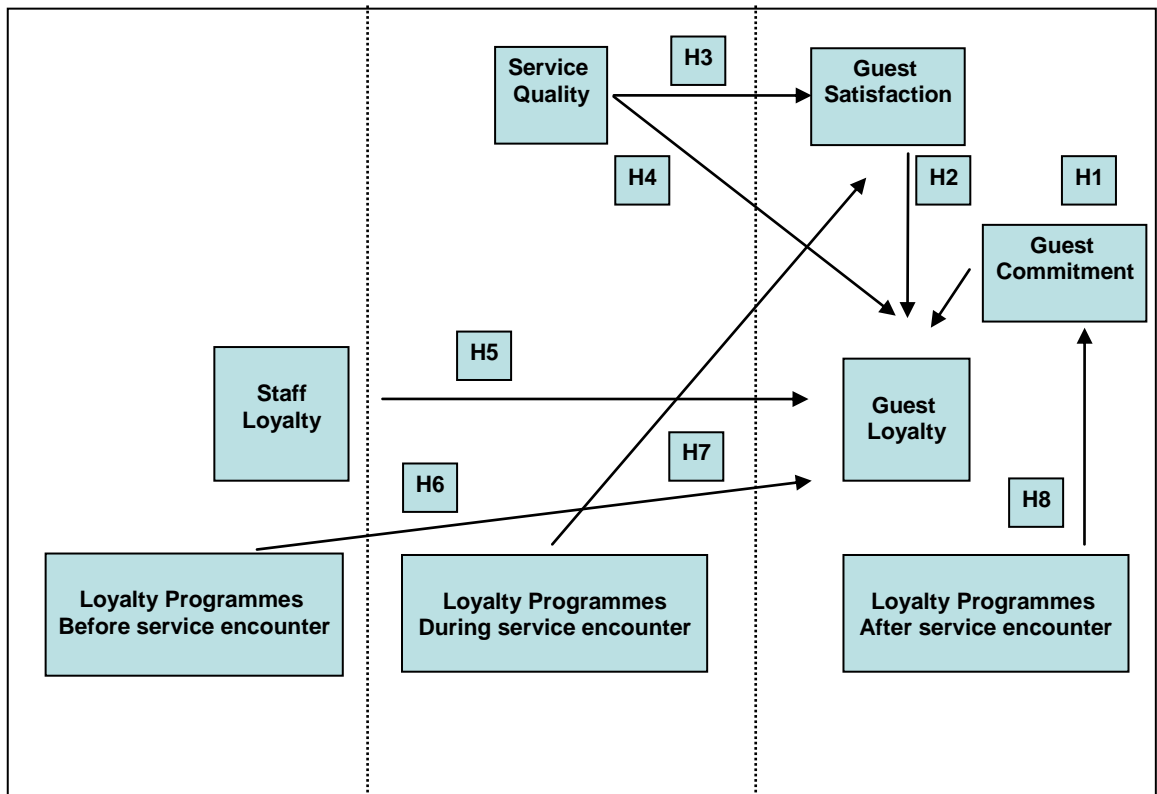 Service
Quality
H3
Guest
Satisfaction
H4
H2
H1
Guest
Commitment
H5
Staff
Loyalty
Guest
Loyalty
H6
H7
H8
Loyalty Programmes
Before service encounter
Loyalty Programmes
During service encounter
Loyalty Programmes
After service encounter